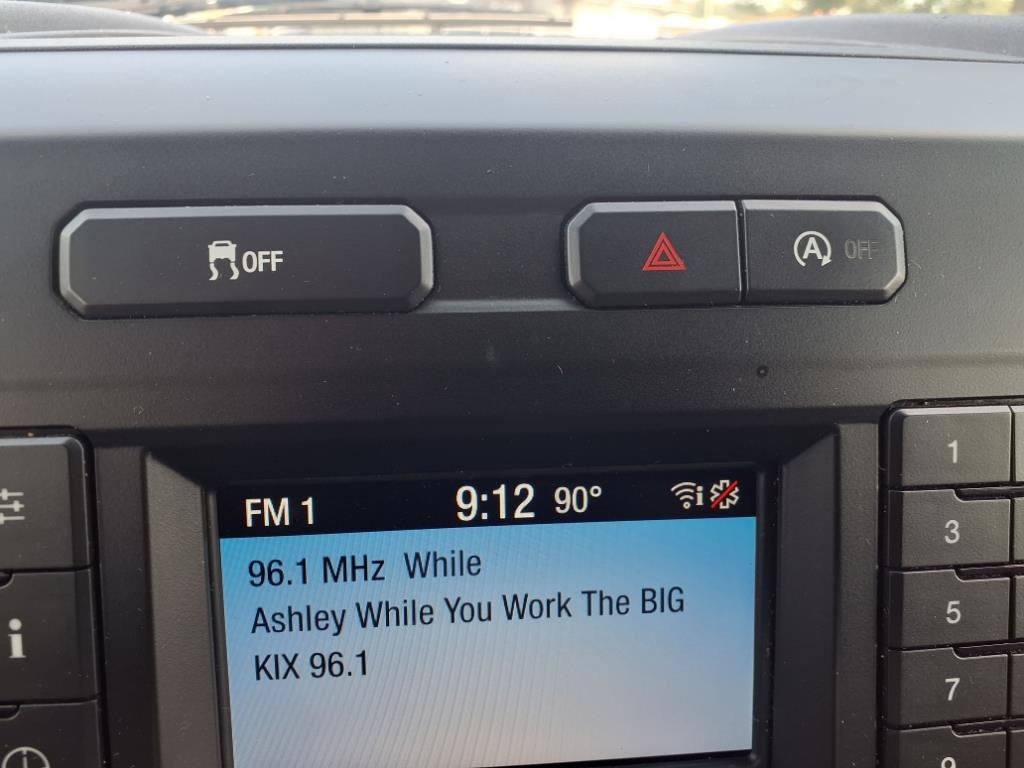 OFF
A OFF
FM 1 9:12 90° i
96.1 MHz While
Ashley While You Work The BIG
KIX 96.1
i
1
3
5
7
9